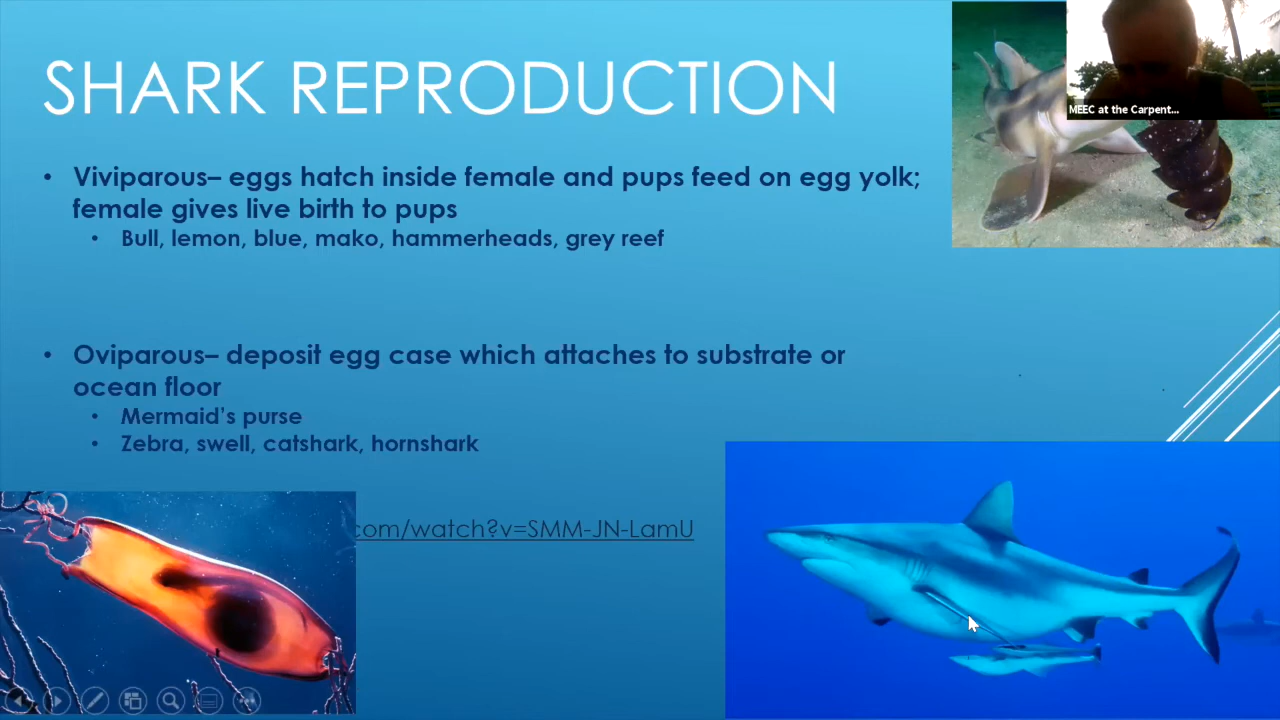 SHARK REPRODUCTION
MEEC at the Carpent...
• Viviparous– eggs hatch inside female and pups feed on egg yolk;
female gives live birth to pups
• Bull, lemon, blue, mako, hammerheads, grey reef
• Oviparous– deposit egg case which attaches to substrate or
ocean floor
• Mermaid's purse
• Zebra, swell, catshark, hornshark
com/watch?v=SMM-JN-LamU